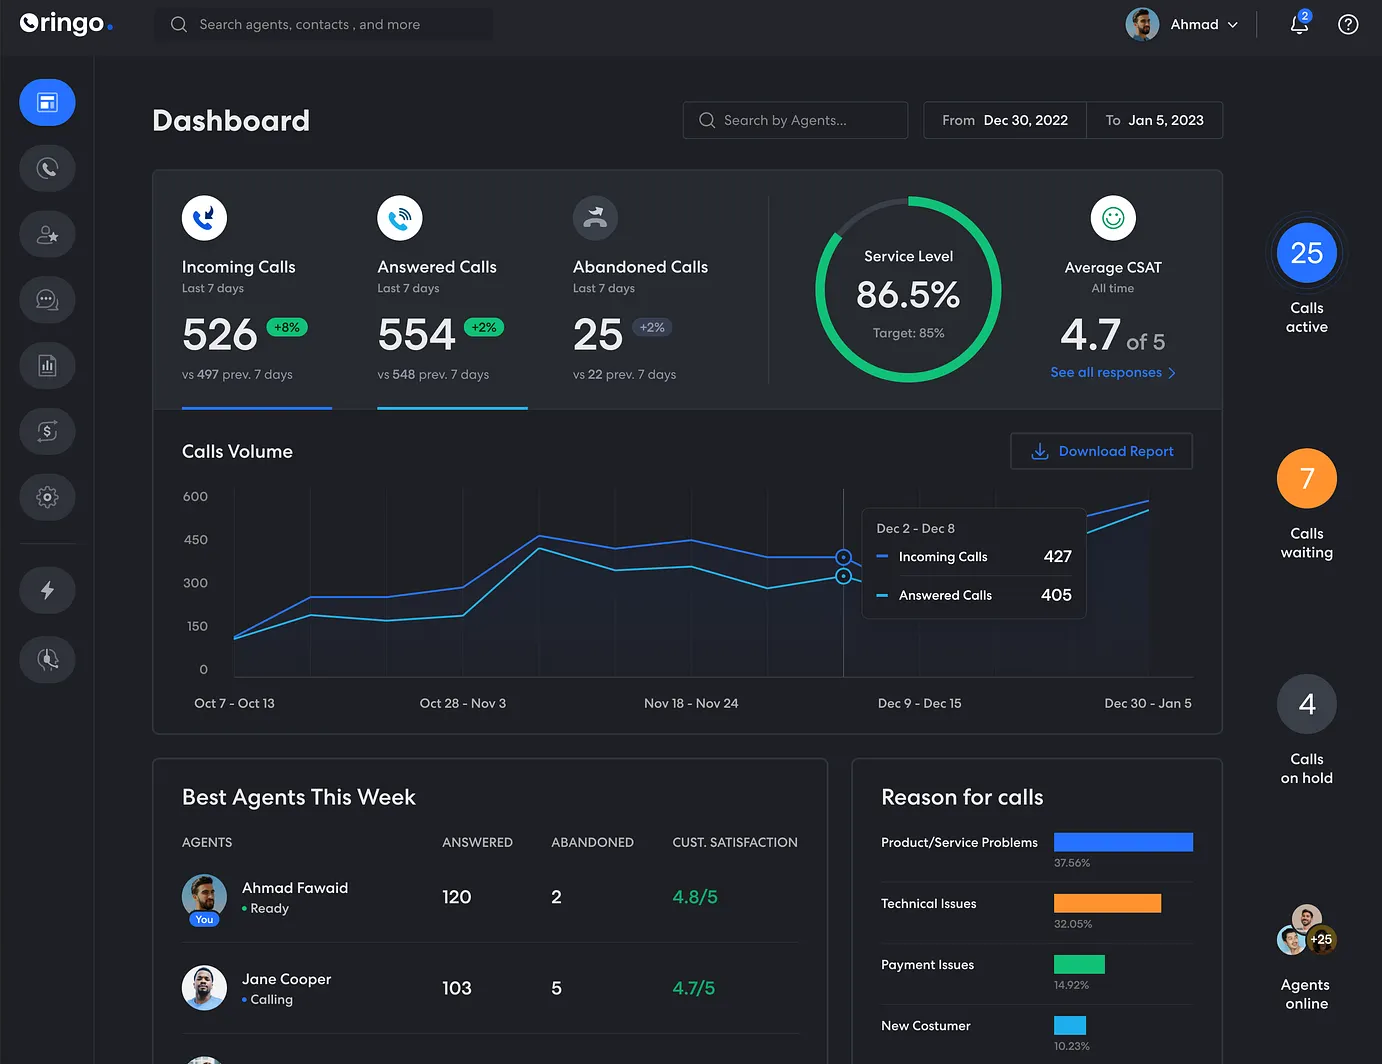 ringo.
Search agents, contacts , and more
Ahmad
2
Dashboard
Search by Agents...
From Dec 30, 2022
To Jan 5, 2023
Incoming Calls
Last 7 days
526 +8%
vs 497 prev. 7 days
Answered Calls
Last 7 days
554 +2%
vs 548 prev. 7 days
Abandoned Calls
Last 7 days
25 +2%
vs 22 prev. 7 days
Service Level
86.5%
Target: 85%
Average CSAT
All time
4.7 of 5
See all responses
25
Calls
active
7
Calls
waiting
4
Calls
on hold
+25
Agents
online
Calls Volume
Download Report
600
450
300
150
0
Dec 2 - Dec 8
Incoming Calls 427
Answered Calls 405
Oct 7 - Oct 13
Oct 28 - Nov 3
Nov 18 - Nov 24
Dec 9 - Dec 15
Dec 30 - Jan 5
Best Agents This Week
AGENTS ANSWERED ABANDONED CUST. SATISFACTION
Ahmad Fawaid
Ready
You
120 2 4.8/5
Jane Cooper
Calling
103 5 4.7/5
Reason for calls
Product/Service Problems
37.56%
Technical Issues
32.05%
Payment Issues
14.92%
New Costumer
10.23%